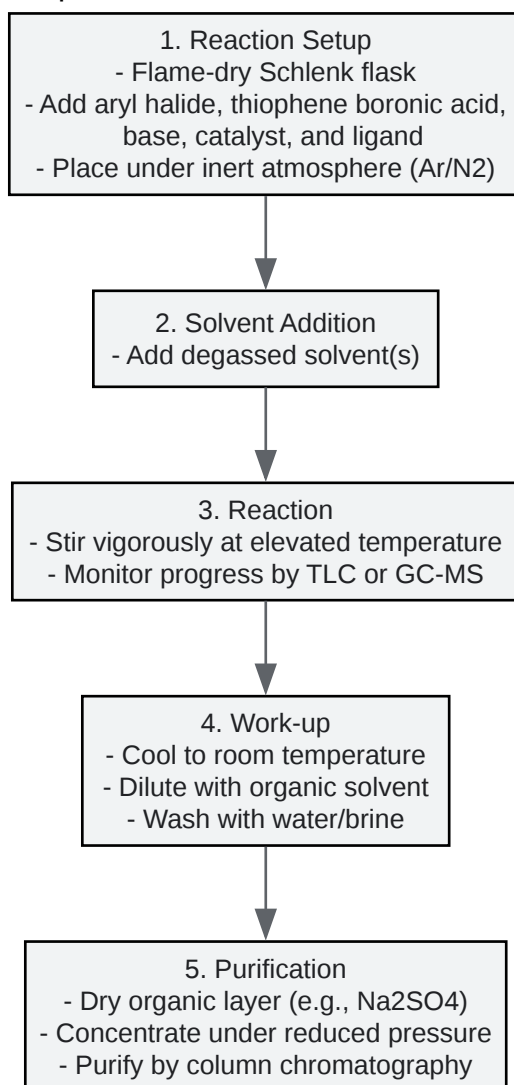 1. Reaction Setup
- Flame-dry Schlenk flask
- Add aryl halide, thiophene boronic acid,
base, catalyst, and ligand
- Place under inert atmosphere (Ar/N2)
2. Solvent Addition
- Add degassed solvent(s)
3. Reaction
- Stir vigorously at elevated temperature
- Monitor progress by TLC or GC-MS
4. Work-up
- Cool to room temperature
- Dilute with organic solvent
- Wash with water/brine
5. Purification
- Dry organic layer (e.g., Na2SO4)
- Concentrate under reduced pressure
- Purify by column chromatography